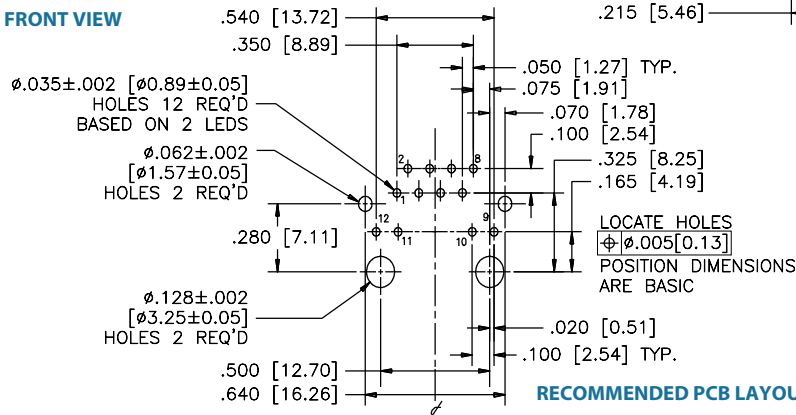 FRONT VIEW
.540 [13.72]
.215 [5.46]
.350 [8.89]
.050 [1.27] TYP.
.075 [1.91]
ø.035±.002 [ø0.89±0.05]
HOLES 12 REQ'D
BASED ON 2 LEDS
.070 [1.78]
.100 [2.54]
ø.062±.002
[ø1.57±0.05]
HOLES 2 REQ'D
2
8
.325 [8.25]
.165 [4.19]
1
12
11
10
9
.280 [7.11]
LOCATE HOLES
⌖ ø.005[0.13]
POSITION DIMENSIONS
ARE BASIC
ø.128±.002
[ø3.25±0.05]
HOLES 2 REQ'D
.020 [0.51]
.100 [2.54] TYP.
.500 [12.70]
.640 [16.26]
RECOMMENDED PCB LAYOU